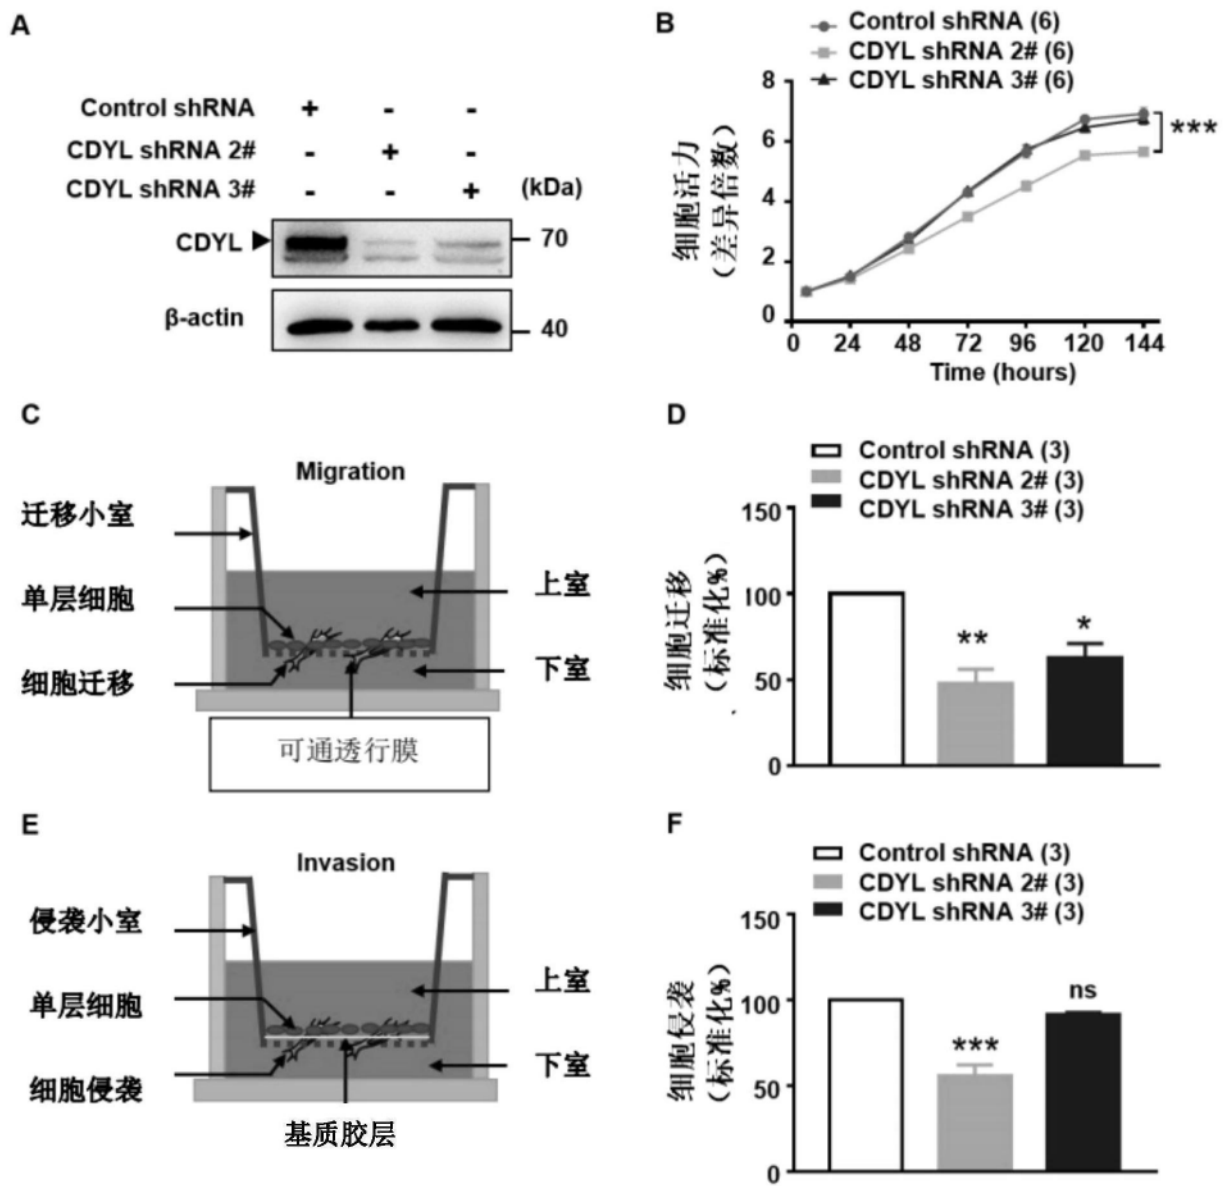 A
Control shRNA + - -
CDYL shRNA 2# - + -
CDYL shRNA 3# - - + (kDa)
CDYL 70
β-actin 40
B
Control shRNA (6)
CDYL shRNA 2# (6)
CDYL shRNA 3# (6)
细胞活力
（差异倍数）
8
6
4
2
0
***
0 24 48 72 96 120 144
Time (hours)
C
Migration
迁移小室
单层细胞
细胞迁移
上室
下室
可通透行膜
D
Control shRNA (3)
CDYL shRNA 2# (3)
CDYL shRNA 3# (3)
细胞迁移
（标准化%）
150
100
50
0
**
*
E
Invasion
侵袭小室
单层细胞
细胞侵袭
上室
下室
基质胶层
F
Control shRNA (3)
CDYL shRNA 2# (3)
CDYL shRNA 3# (3)
细胞侵袭
（标准化%）
150
100
50
0
***
ns